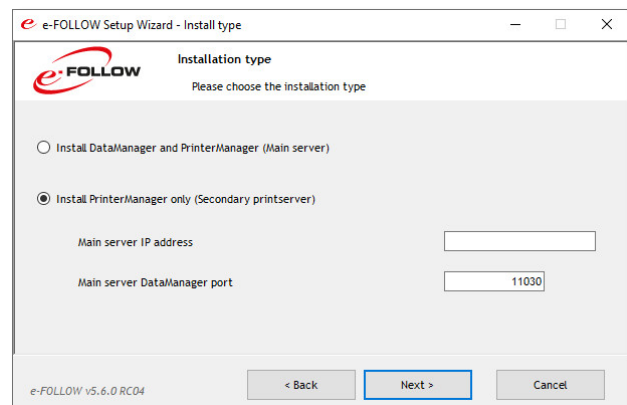 e-FOLLOW Setup Wizard - Install type
e-FOLLOW
Installation type
Please choose the installation type
Install DataManager and PrinterManager (Main server)
Install PrinterManager only (Secondary printserver)
Main server IP address
Main server DataManager port 11030
e-FOLLOW v5.6.0 RC04
< Back Next > Cancel